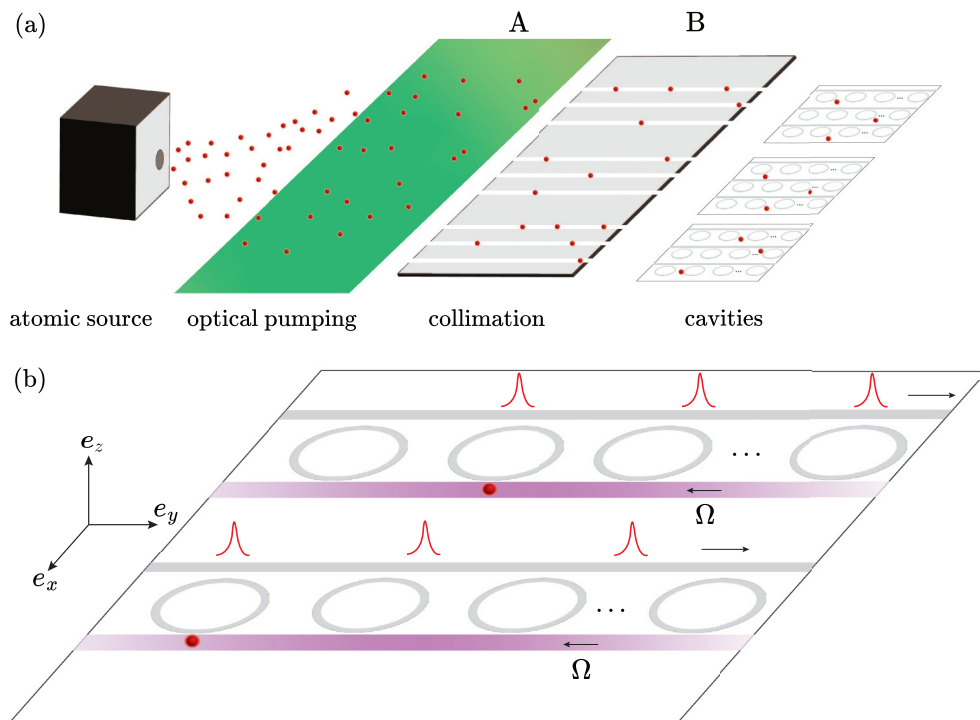 (a)
A
B
...
...
...
...
...
...
...
...
...
atomic source
optical pumping
collimation
cavities
(b)
e_z
e_y
e_x
...
Ω
...
Ω